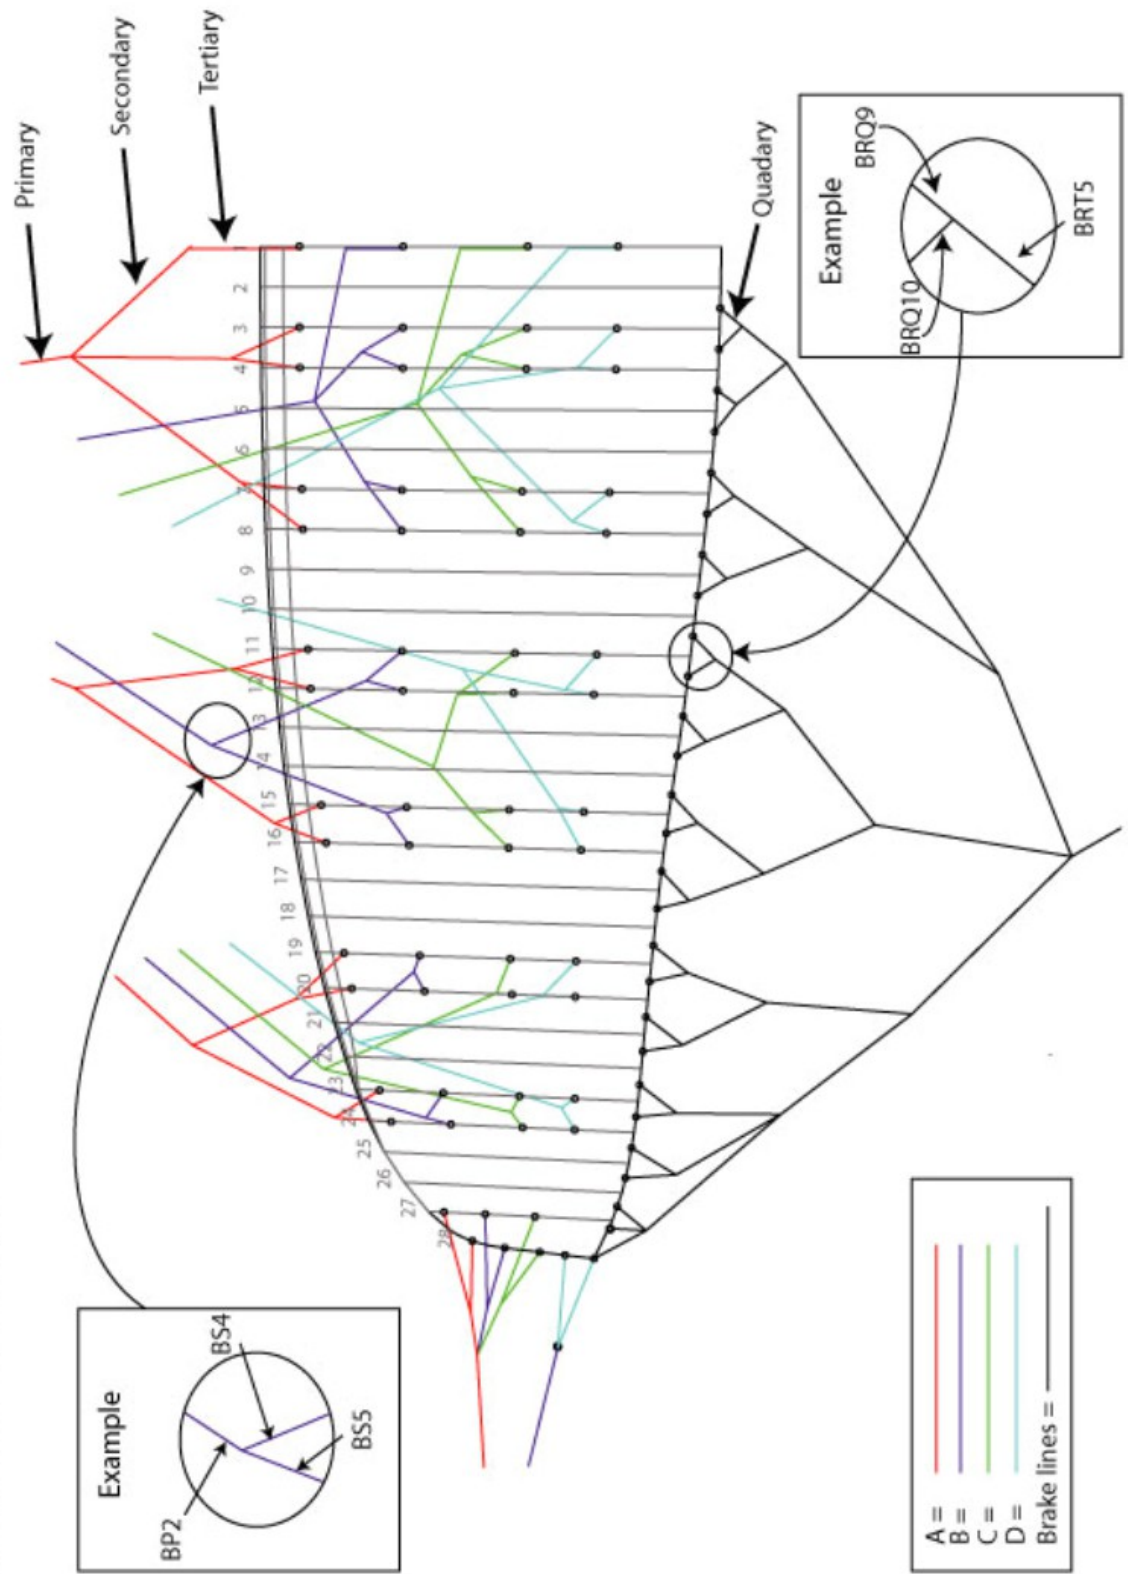 Primary
Secondary
Tertiary
Quadary
1
2
3
4
5
6
7
8
9
10
11
12
13
14
15
16
17
18
19
20
21
22
23
24
25
26
27
28
Example
BP2
BS4
BS5
Example
BRQ10
BRQ9
BRT5
A =
B =
C =
D =
Brake lines =